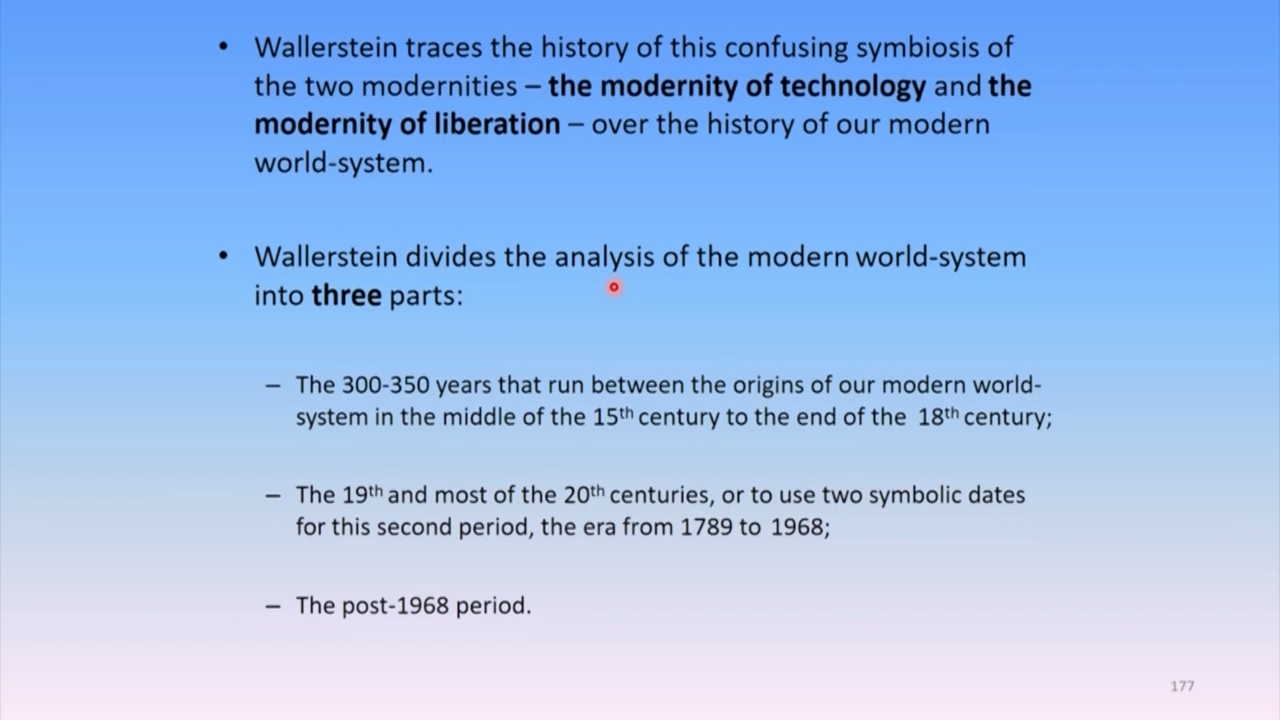 • Wallerstein traces the history of this confusing symbiosis of
the two modernities – the modernity of technology and the
modernity of liberation – over the history of our modern
world-system.
• Wallerstein divides the analysis of the modern world-system
into three parts:
– The 300-350 years that run between the origins of our modern world-
system in the middle of the 15th century to the end of the 18th century;
– The 19th and most of the 20th centuries, or to use two symbolic dates
for this second period, the era from 1789 to 1968;
– The post-1968 period.
177